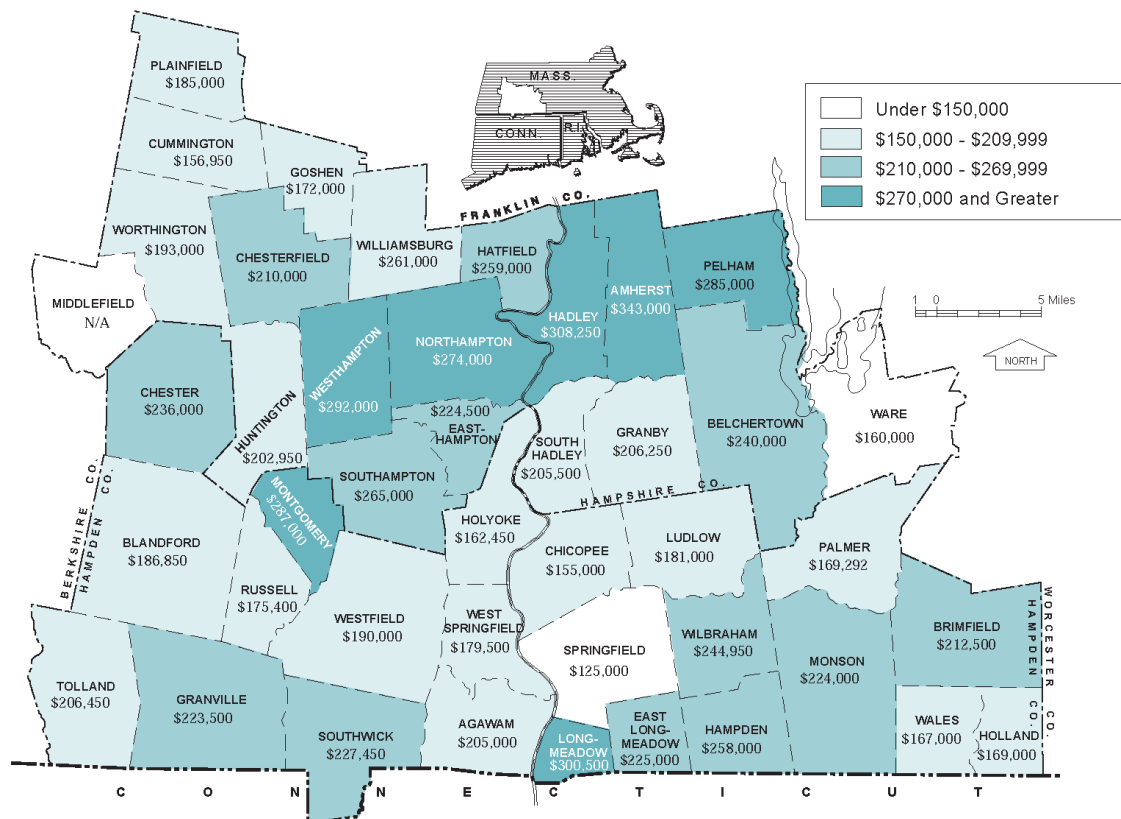 PLAINFIELD
$185,000
CUMMINGTON
$156,950
GOSHEN
$172,000
MASS.
CONN.
R.I.
Under $150,000
$150,000 - $209,999
$210,000 - $269,999
$270,000 and Greater
FRANKLIN CO.
WORTHINGTON
$193,000
CHESTERFIELD
$210,000
WILLIAMSBURG
$261,000
HATFIELD
$259,000
PELHAM
$285,000
AMHERST
$343,000
MIDDLEFIELD
N/A
HADLEY
$308,250
1 0 5 Miles
NORTH
NORTHAMPTON
$274,000
WESTHAMPTON
$292,000
CHESTER
$236,000
HUNTINGTON
$202,950
$224,500
EAST-
HAMPTON
SOUTH
HADLEY
$205,500
GRANBY
$206,250
BELCHERTOWN
$240,000
WARE
$160,000
SOUTHAMPTON
$265,000
MONTGOMERY
$287,000
HAMPSHIRE CO.
BERKSHIRE CO.
HAMPDEN CO.
BLANDFORD
$186,850
HOLYOKE
$162,450
CHICOPEE
$155,000
LUDLOW
$181,000
PALMER
$169,292
RUSSELL
$175,400
WESTFIELD
$190,000
WEST
SPRINGFIELD
$179,500
SPRINGFIELD
$125,000
WILBRAHAM
$244,950
MONSON
$224,000
BRIMFIELD
$212,500
HAMPDEN CO.
WORCESTER CO.
TOLLAND
$206,450
GRANVILLE
$223,500
SOUTHWICK
$227,450
AGAWAM
$205,000
LONG-
MEADOW
$300,500
EAST
LONG-
MEADOW
$225,000
HAMPDEN
$258,000
WALES
$167,000
HOLLAND
$169,000
CONNECTICUT